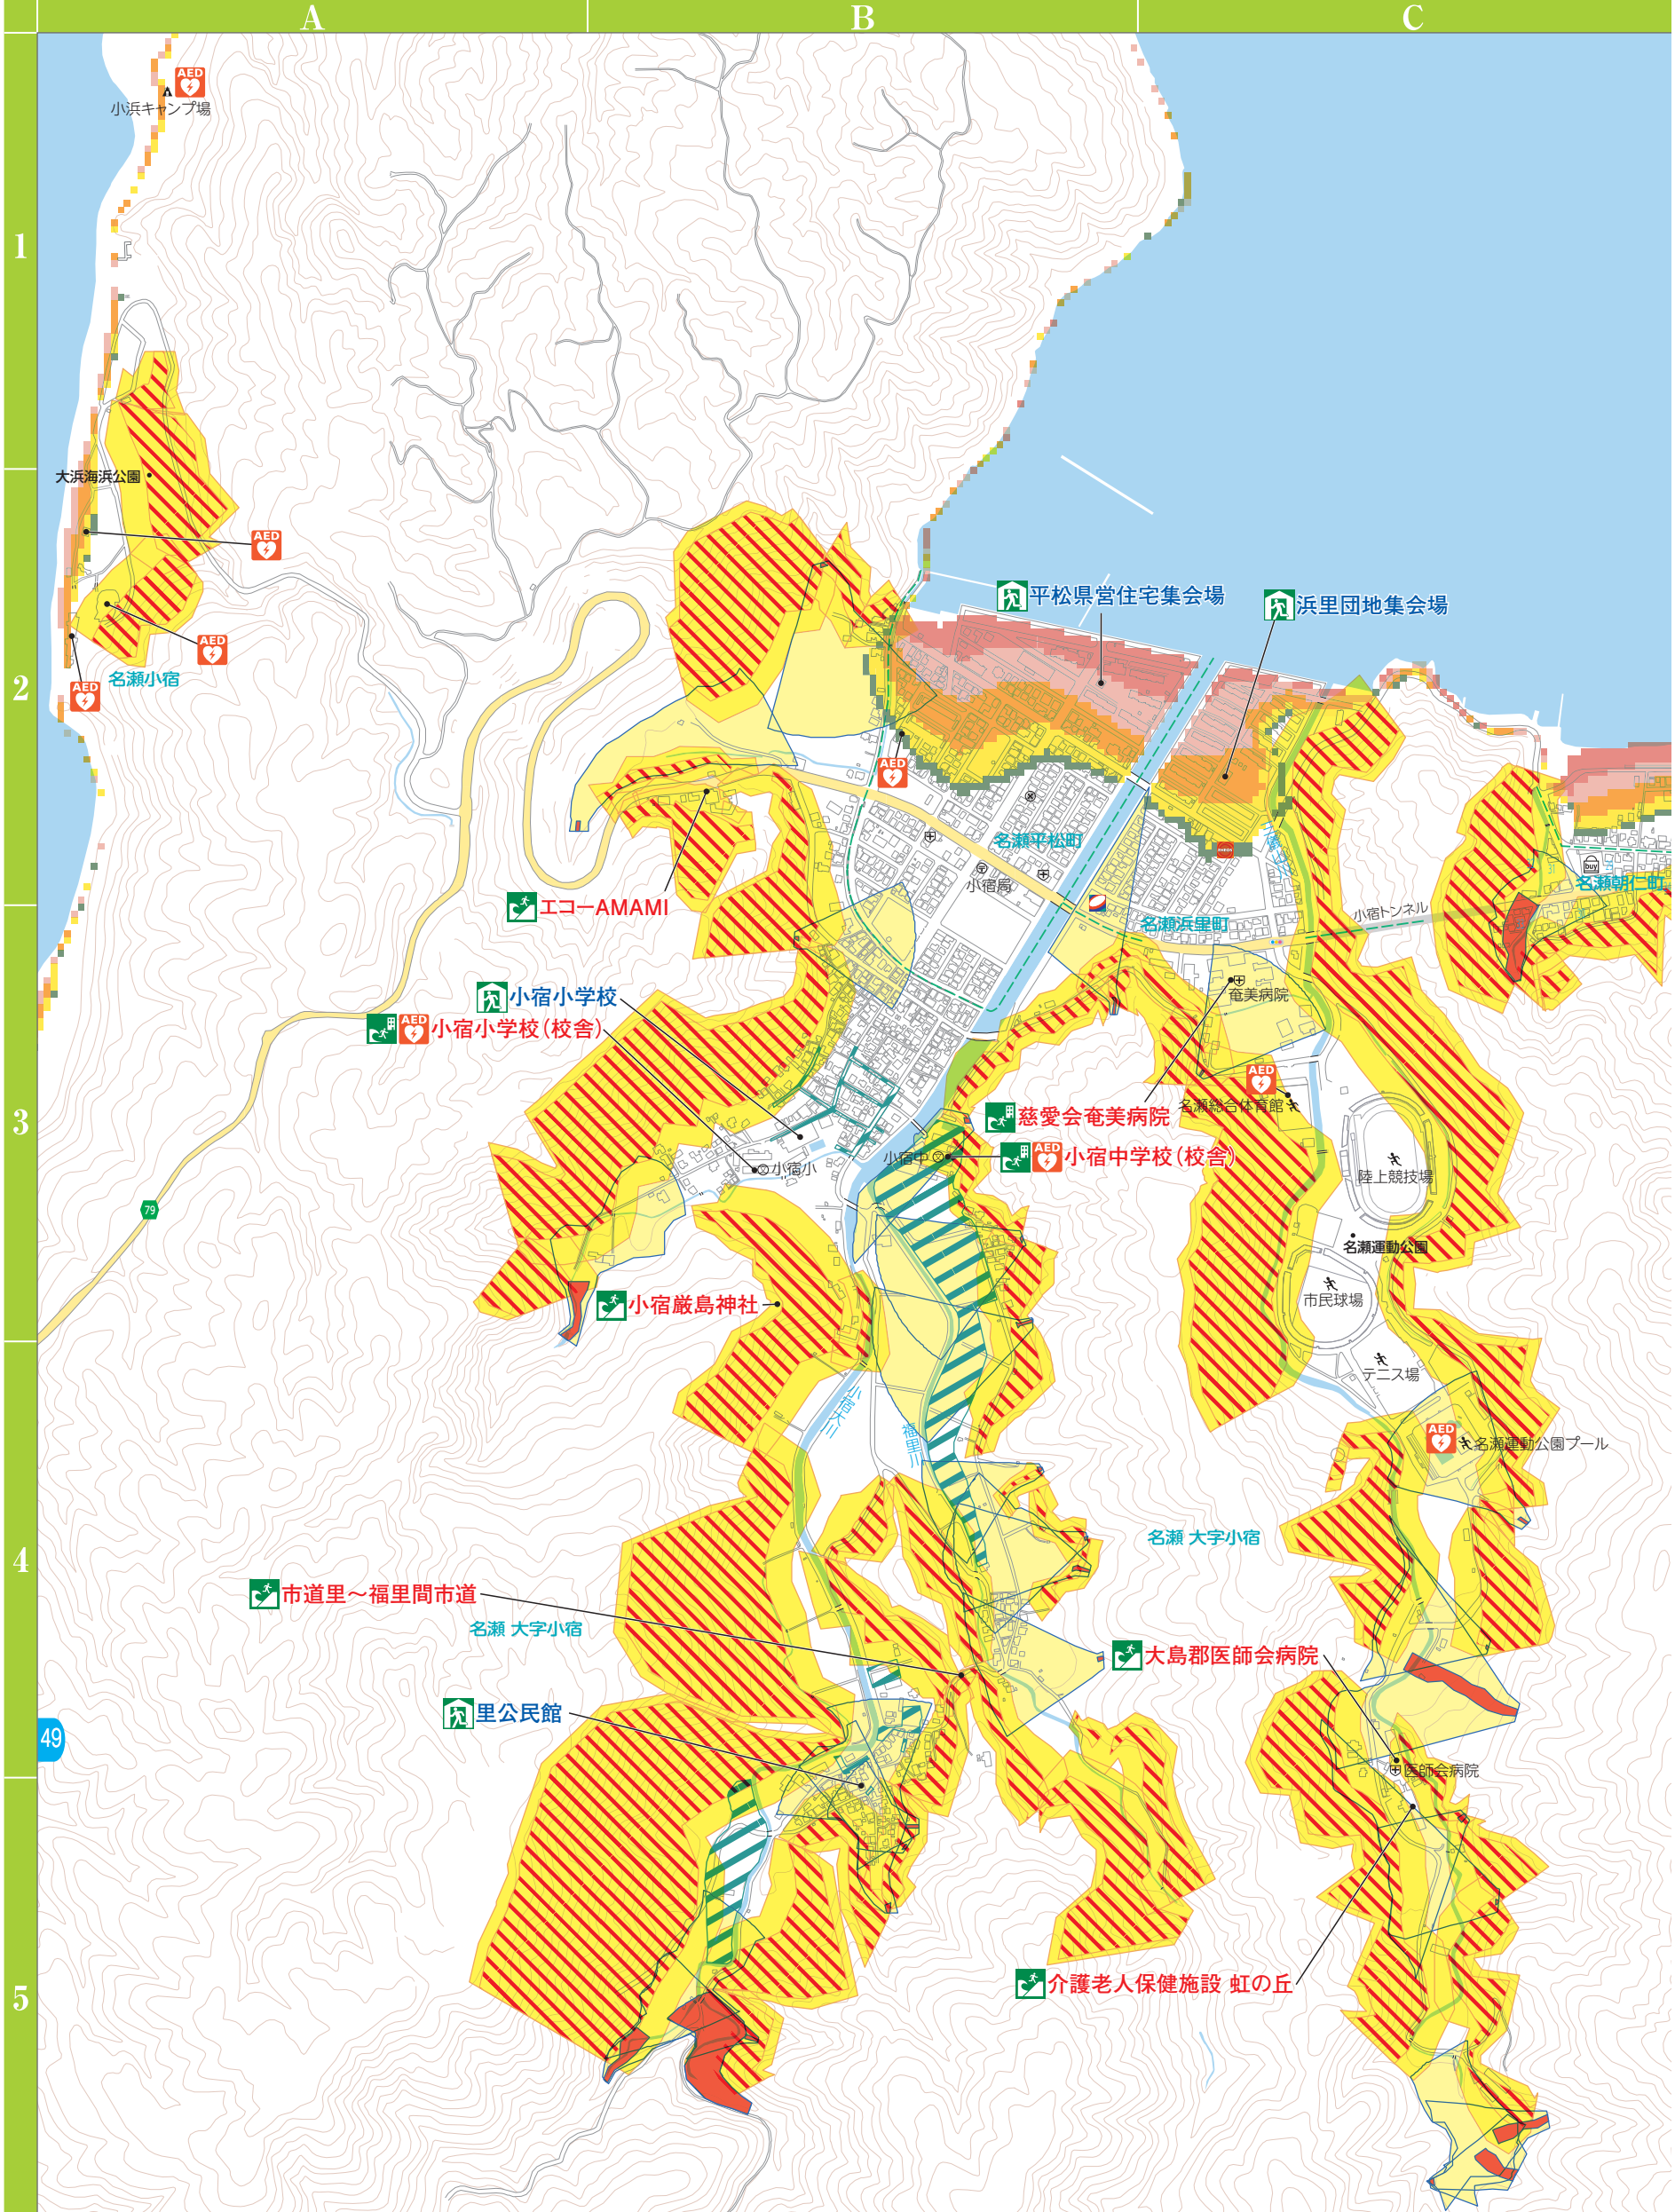 A
B
C
AED
小浜キャンプ場
1
大浜海浜公園
AED
AED
AED
名瀬小宿
2
平松県営住宅集会場
浜里団地集会場
AED
名瀬平松町
小宿局
buy
名瀬朝仁町
エコーAMAMI
名瀬浜里町
小宿トンネル
奄美病院
小宿小学校
AED
小宿小学校(校舎)
AED
名瀬総合体育館
慈愛会奄美病院
3
小宿中
AED
小宿中学校(校舎)
小宿小
陸上競技場
79
名瀬運動公園
市民球場
小宿厳島神社
テニス場
小宿大川
福里川
AED
名瀬運動公園プール
名瀬 大字小宿
4
市道里~福里間市道
名瀬 大字小宿
大島郡医師会病院
里公民館
49
医師会病院
介護老人保健施設 虹の丘
5